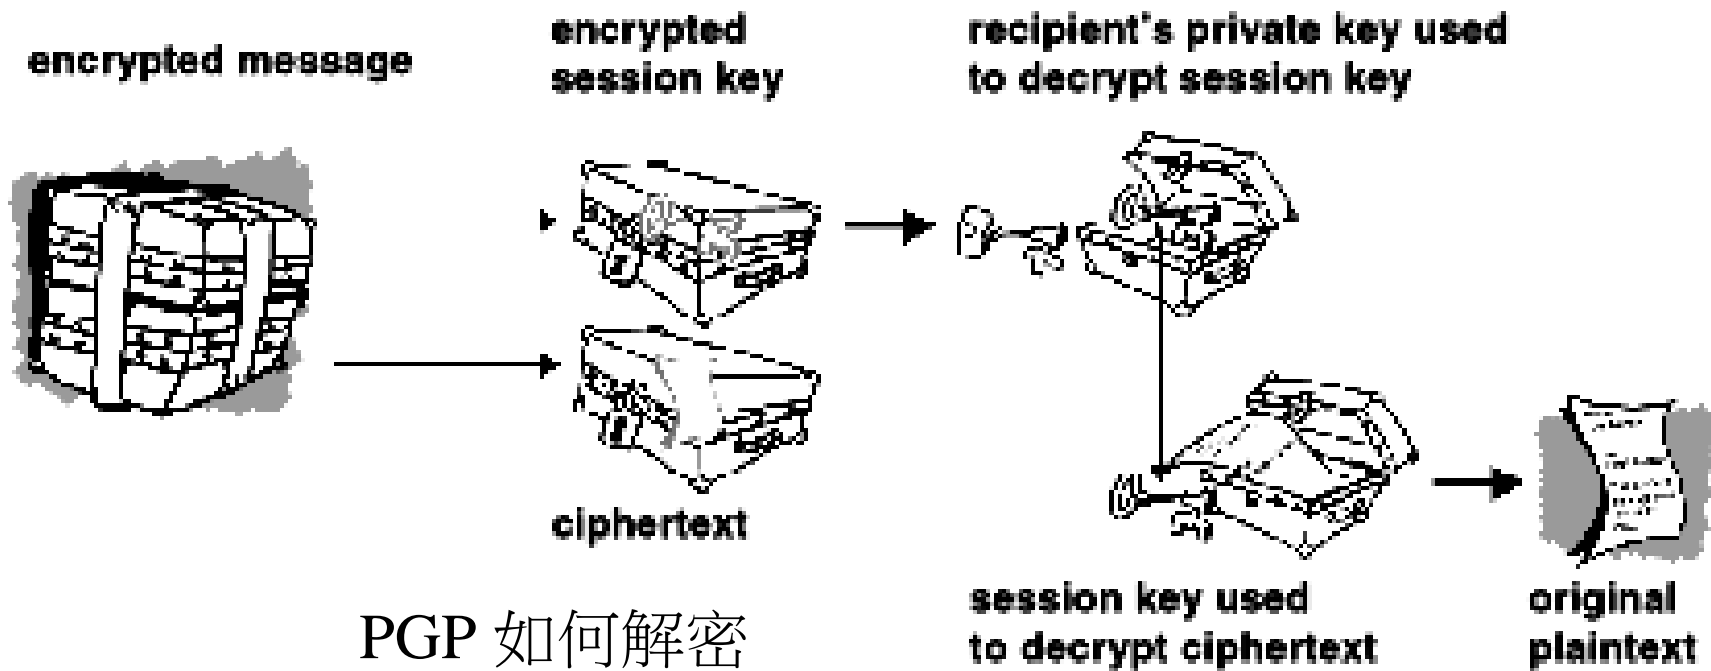 encrypted message
encrypted
session key
recipient's private key used
to decrypt session key
ciphertext
session key used
to decrypt ciphertext
original
plaintext
PGP 如何解密